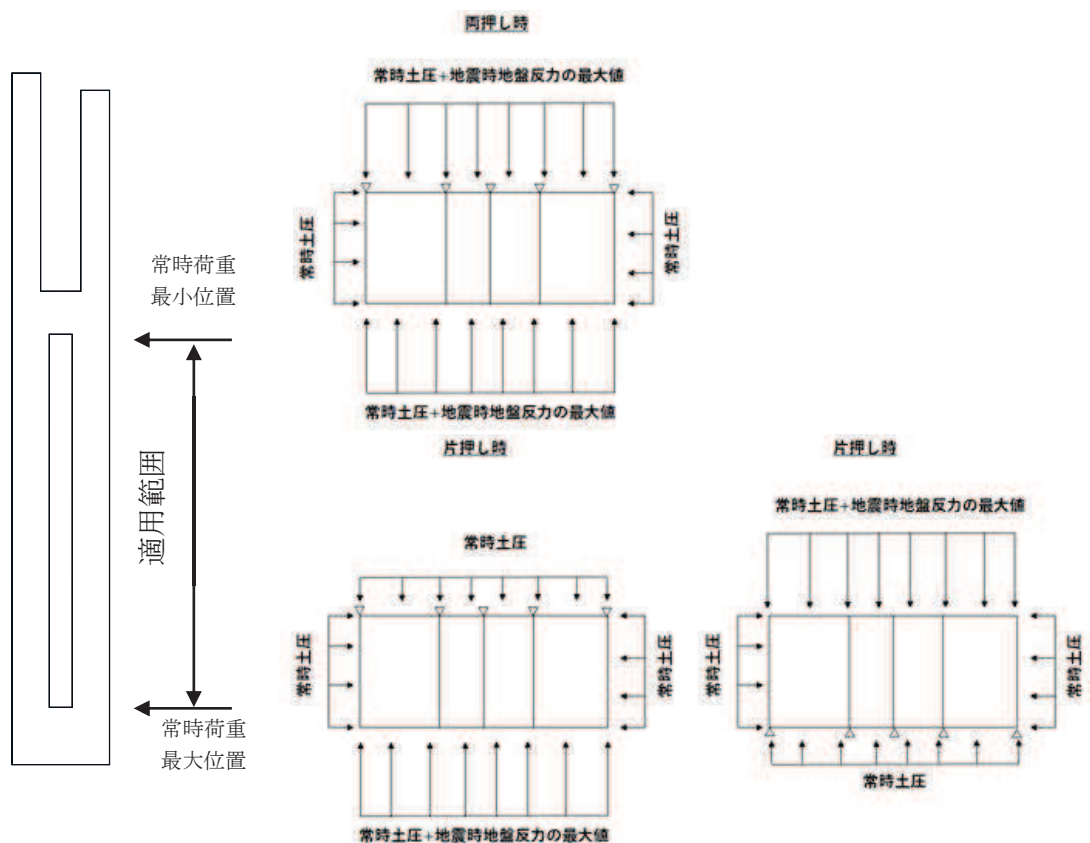 両押し時
常時土圧+地震時地盤反力の最大値
常時土圧
常時土圧
常時土圧+地震時地盤反力の最大値
常時荷重
最小位置
適用範囲
常時荷重
最大位置
片押し時
常時土圧
常時土圧
常時土圧
常時土圧+地震時地盤反力の最大値
片押し時
常時土圧+地震時地盤反力の最大値
常時土圧
常時土圧
常時土圧